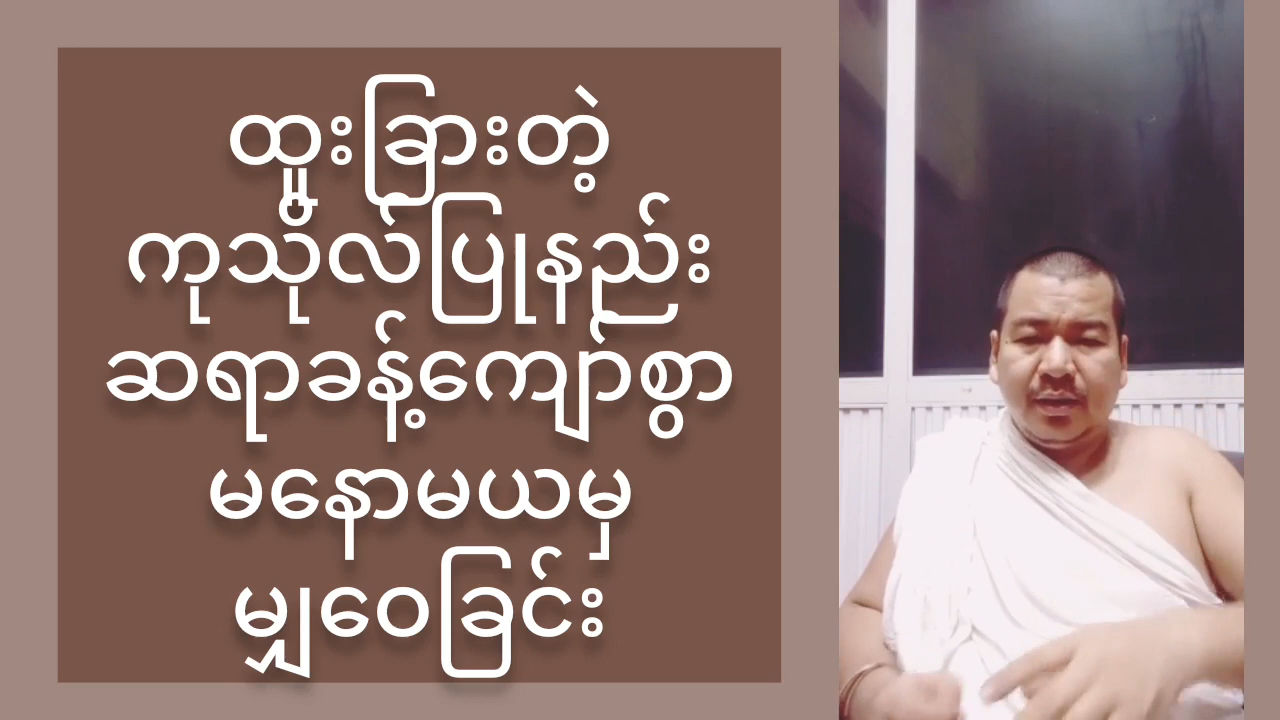 ထူးခြားတဲ့
ကုသိုလ်ပြုနည်း
ဆရာခန့်ကျော်စွာ
မနောမယမှ
မျှဝေခြင်း